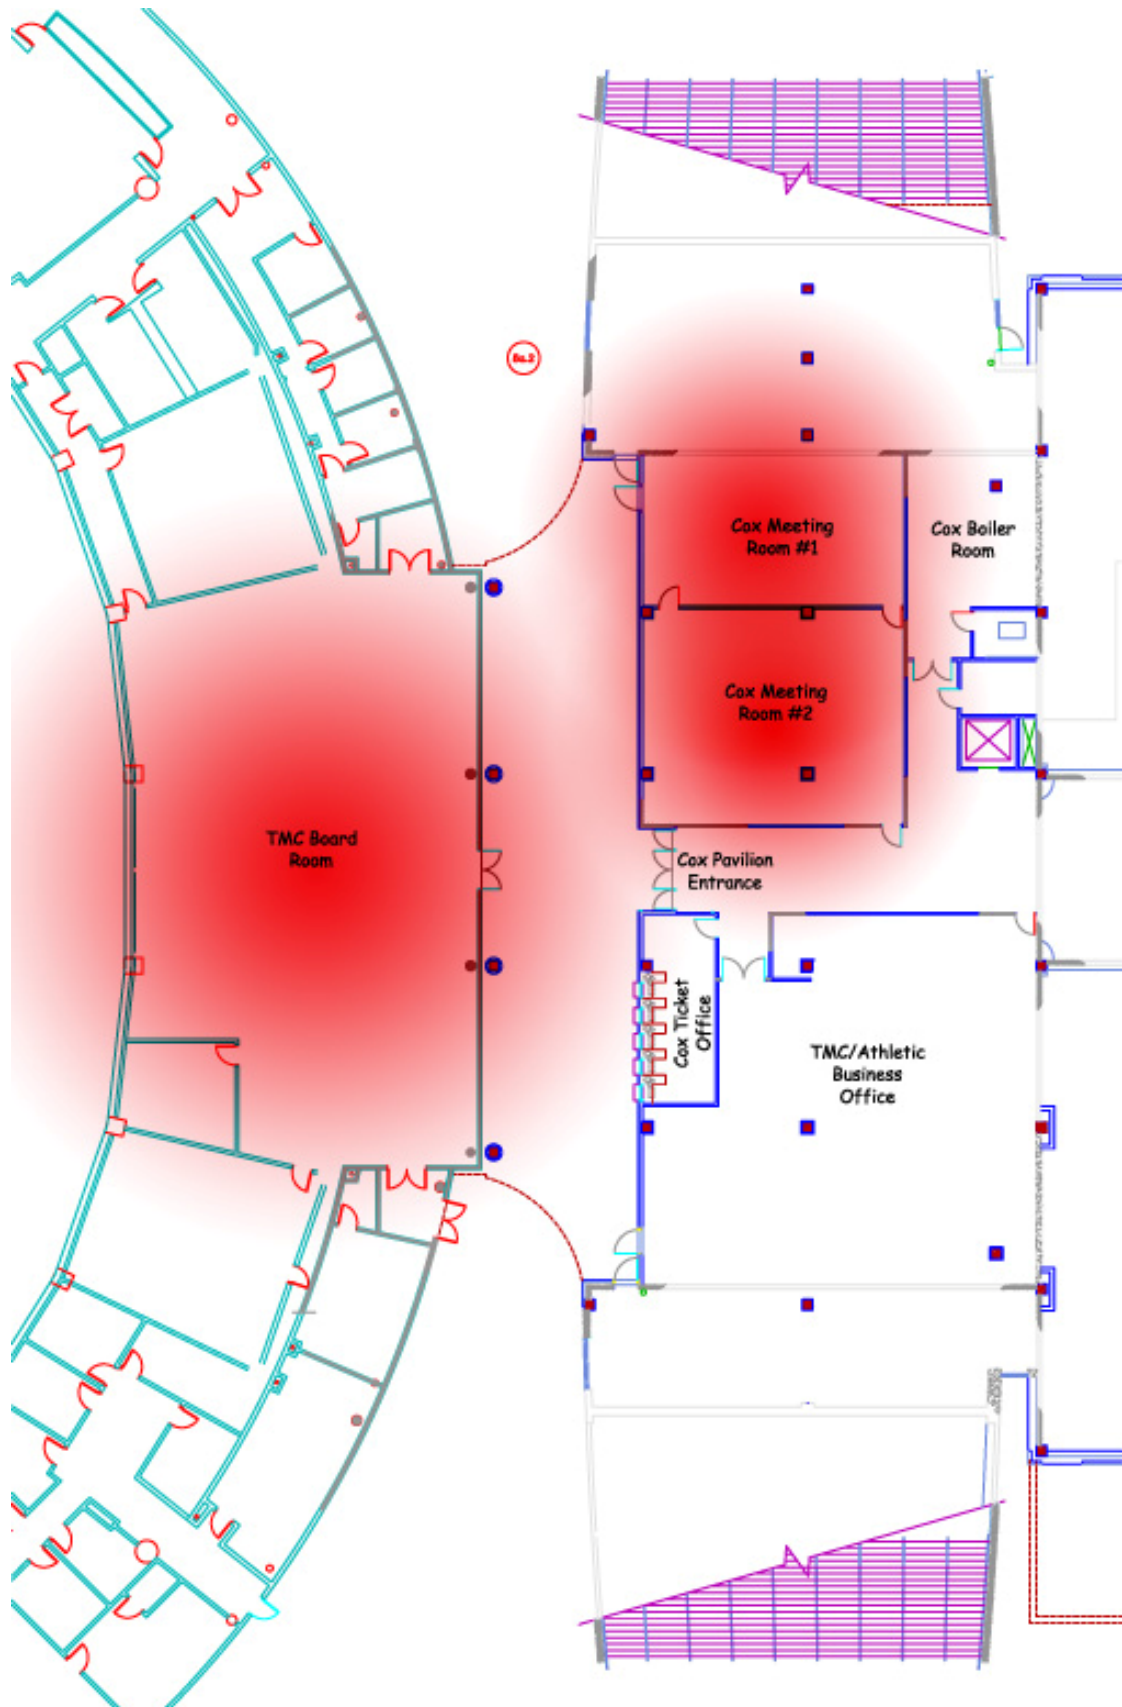 Cox Meeting
Room #1
Cox Boiler
Room
Cox Meeting
Room #2
TMC Board
Room
Cox Pavilion
Entrance
Cox Ticket
Office
TMC/Athletic
Business
Office